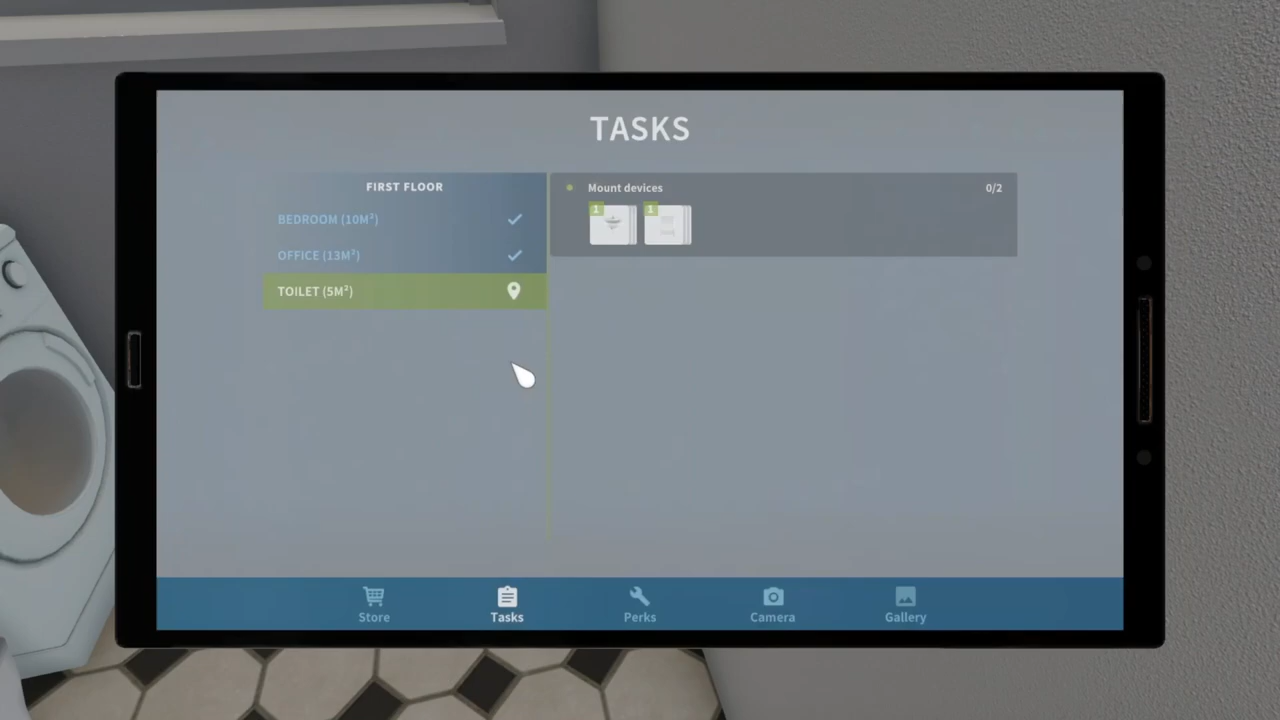 TASKS
FIRST FLOOR
BEDROOM (10M²)
OFFICE (13M²)
TOILET (5M²)
Mount devices 0/2
1 1
Store Tasks Perks Camera Gallery